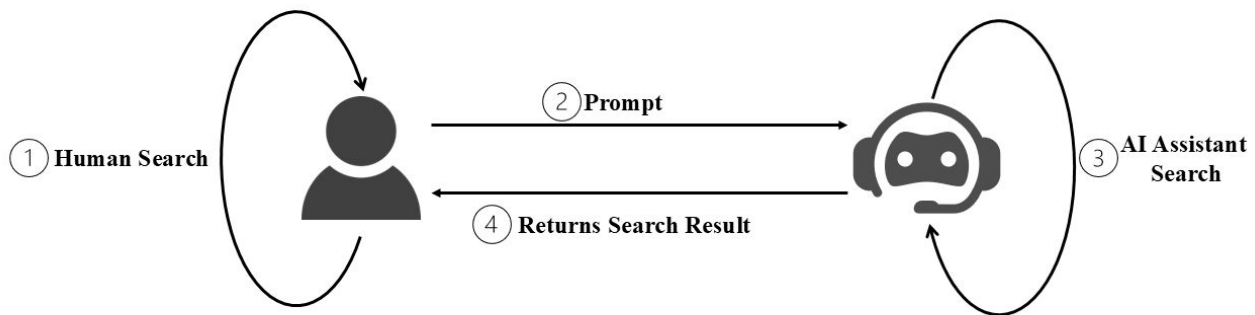 1 Human Search
2 Prompt
3 AI Assistant
Search
4 Returns Search Result